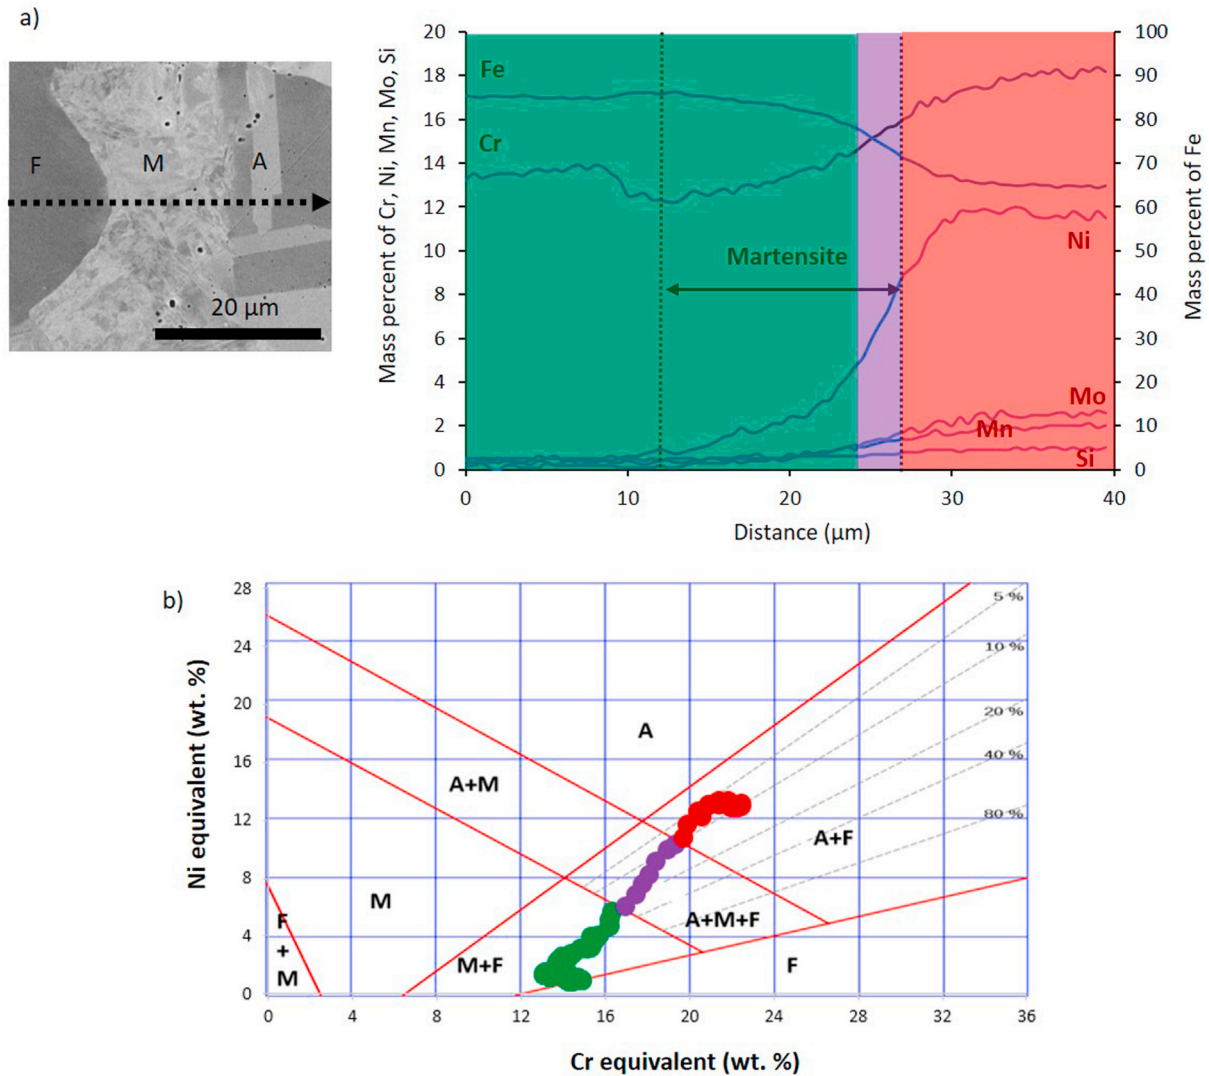 a)
F
M
A
20 μm
Mass percent of Cr, Ni, Mn, Mo, Si
20
18
16
14
12
10
8
6
4
2
0
Fe
Cr
Martensite
Ni
Mo
Mn
Si
100
90
80
70
60
50
40
30
20
10
0
Mass percent of Fe
0 10 20 30 40
Distance (μm)
b)
Ni equivalent (wt. %)
28
24
20
16
12
8
4
0
5 %
10 %
20 %
40 %
80 %
A
A+M
A+F
M
F
+
M
M+F
A+M+F
F
0 4 8 12 16 20 24 28 32 36
Cr equivalent (wt. %)